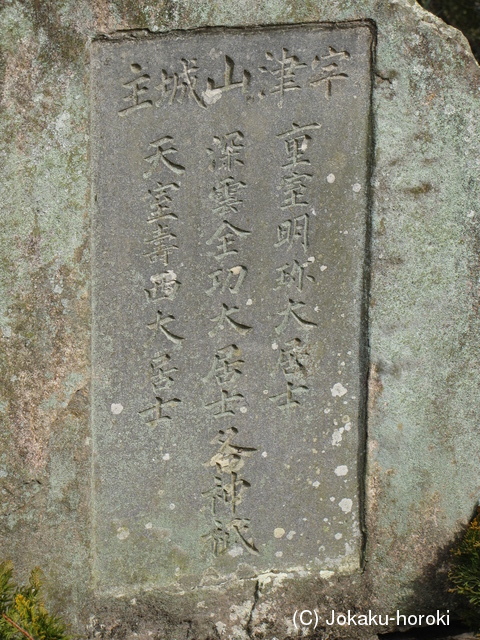 宇津山城主
重室明珎大居士
深雲全功大居士各神祇
天室壽西大居士
(C) Jokaku-horoki